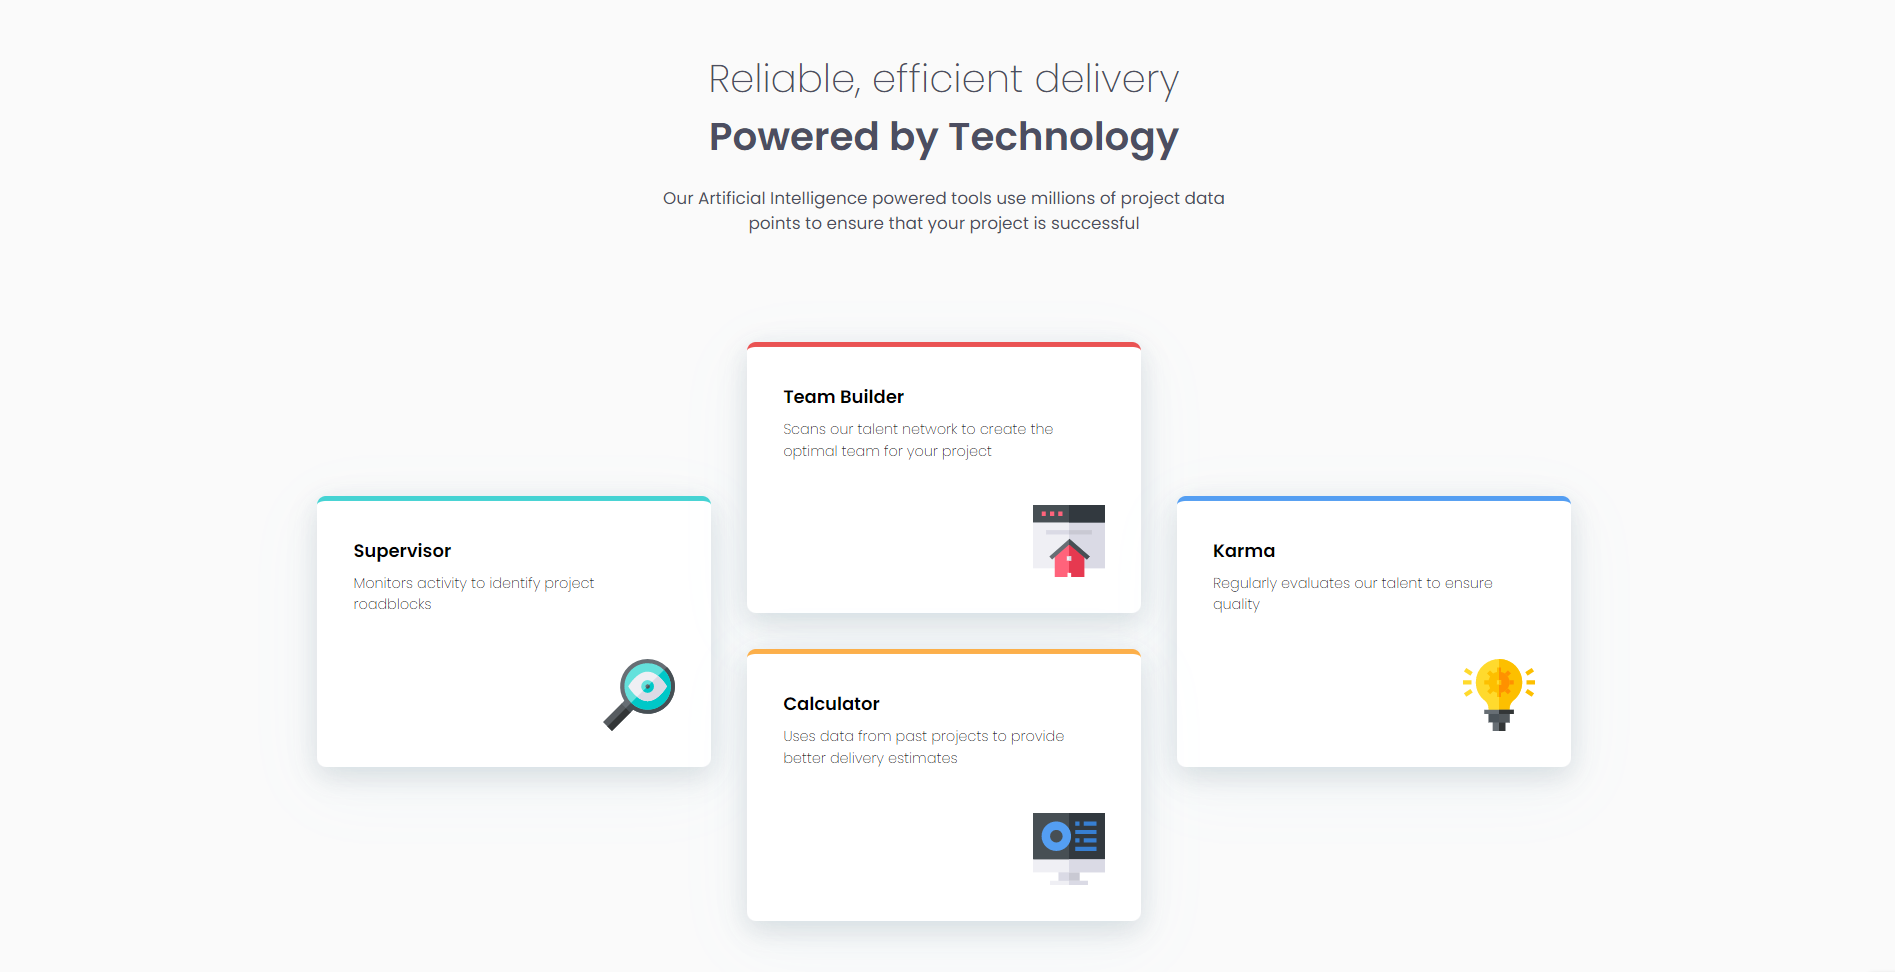 Reliable, efficient delivery
Powered by Technology
Our Artificial Intelligence powered tools use millions of project data
points to ensure that your project is successful
Team Builder
Scans our talent network to create the
optimal team for your project
Supervisor
Monitors activity to identify project
roadblocks
Karma
Regularly evaluates our talent to ensure
quality
Calculator
Uses data from past projects to provide
better delivery estimates